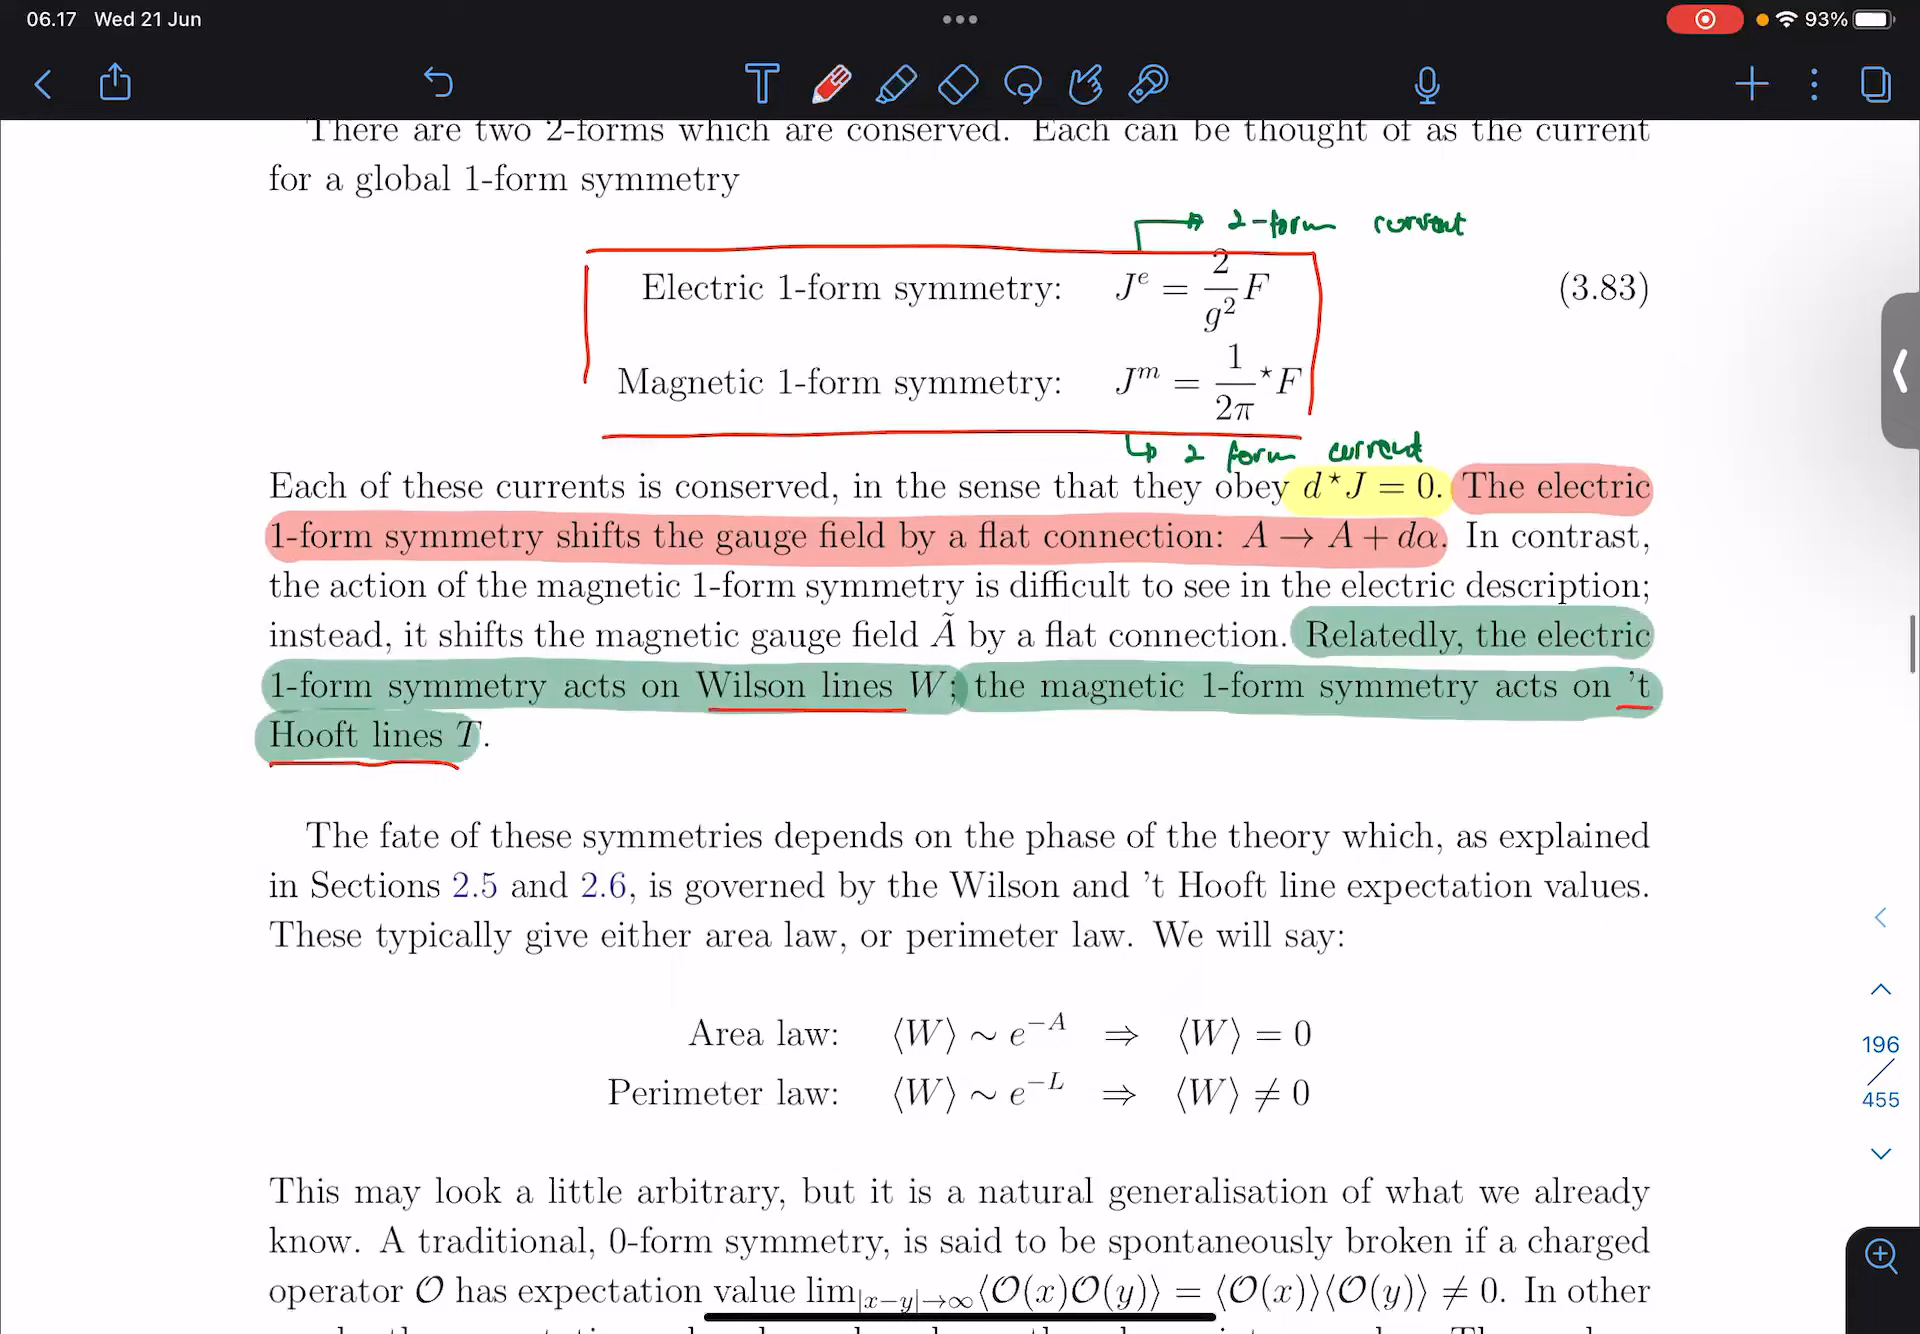 06.17 Wed 21 Jun
93%
There are two 2-forms which are conserved. Each can be thought of as the current
for a global 1-form symmetry
2-form current
Electric 1-form symmetry: Jᵉ = 2/g² F (3.83)
Magnetic 1-form symmetry: Jᵐ = 1/2π ⋆F
2 form current
Each of these currents is conserved, in the sense that they obey d⋆J = 0. The electric
1-form symmetry shifts the gauge field by a flat connection: A → A + dα. In contrast,
the action of the magnetic 1-form symmetry is difficult to see in the electric description;
instead, it shifts the magnetic gauge field Ã by a flat connection. Relatedly, the electric
1-form symmetry acts on Wilson lines W; the magnetic 1-form symmetry acts on 't
Hooft lines T.
The fate of these symmetries depends on the phase of the theory which, as explained
in Sections 2.5 and 2.6, is governed by the Wilson and 't Hooft line expectation values.
These typically give either area law, or perimeter law. We will say:
Area law: ⟨W⟩ ∼ e⁻ᴬ ⇒ ⟨W⟩ = 0
Perimeter law: ⟨W⟩ ∼ e⁻ᴸ ⇒ ⟨W⟩ ≠ 0
196
/
455
This may look a little arbitrary, but it is a natural generalisation of what we already
know. A traditional, 0-form symmetry, is said to be spontaneously broken if a charged
operator 𝒪 has expectation value lim|x−y|→∞⟨𝒪(x)𝒪(y)⟩ = ⟨𝒪(x)⟩⟨𝒪(y)⟩ ≠ 0. In other